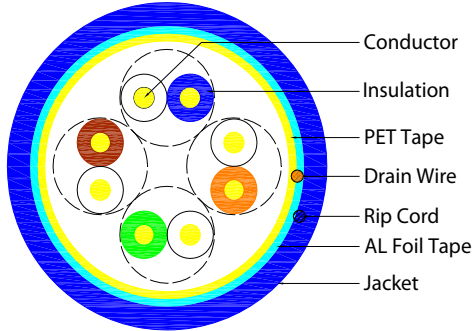 Conductor
Insulation
PET Tape
Drain Wire
Rip Cord
AL Foil Tape
Jacket